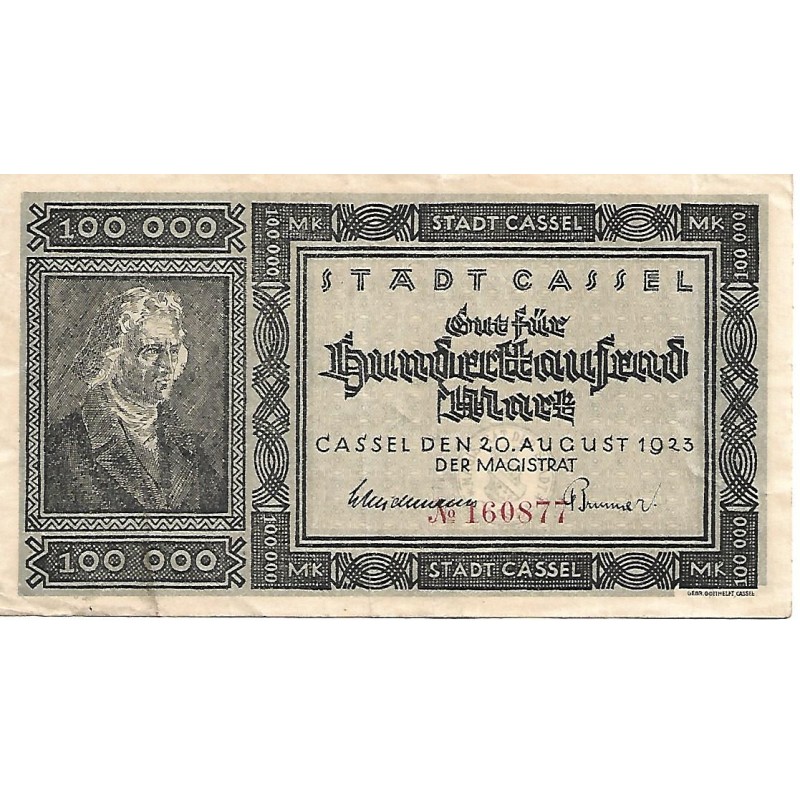 100 000
100 000
MK
STADT CASSEL
MK
100 000
STADT CASSEL
Gut für
Hunderttausend
Mark
CASSEL DEN 20. AUGUST 1923
DER MAGISTRAT
Scheidemann
Brunner
№ 160877
100 000
100 000
MK
STADT CASSEL
MK
100 000
GEBR. GOTTHELFT, CASSEL